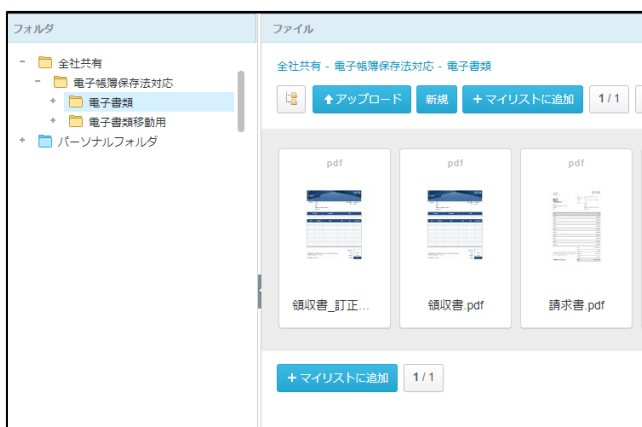 フォルダ
全社共有
電子帳簿保存法対応
電子書類
電子書類移動用
パーソナルフォルダ
ファイル
全社共有 - 電子帳簿保存法対応 - 電子書類
アップロード 新規 +マイリストに追加 1 / 1
pdf pdf pdf
領収書_訂正... 領収書.pdf 請求書.pdf
+マイリストに追加 1 / 1